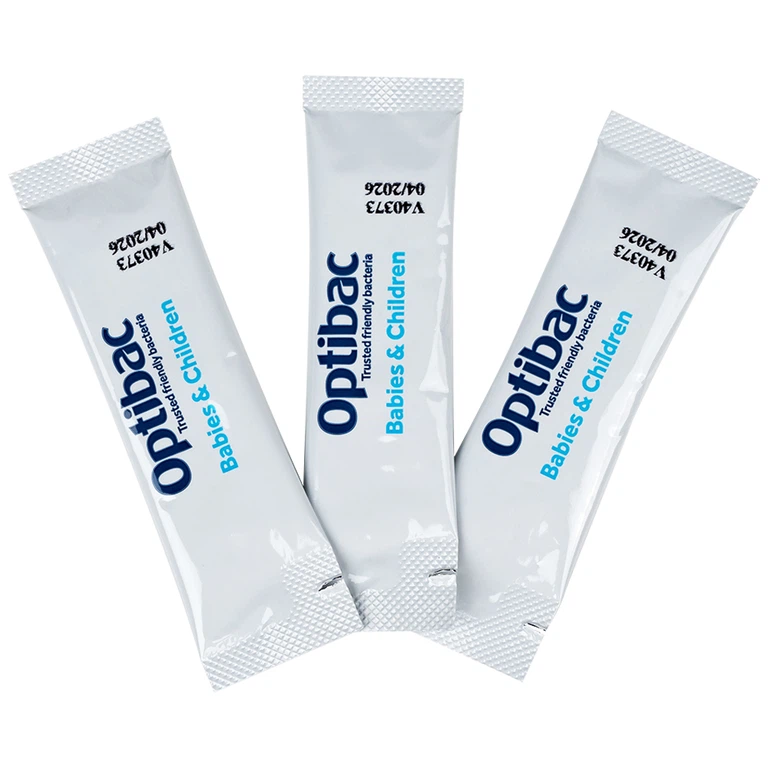 Optibac
Trusted friendly bacteria
Babies & Children
V40373
04/2026
Optibac
Trusted friendly bacteria
Babies & Children
V40373
04/2026
Optibac
Trusted friendly bacteria
Babies & Children
V40373
04/2026